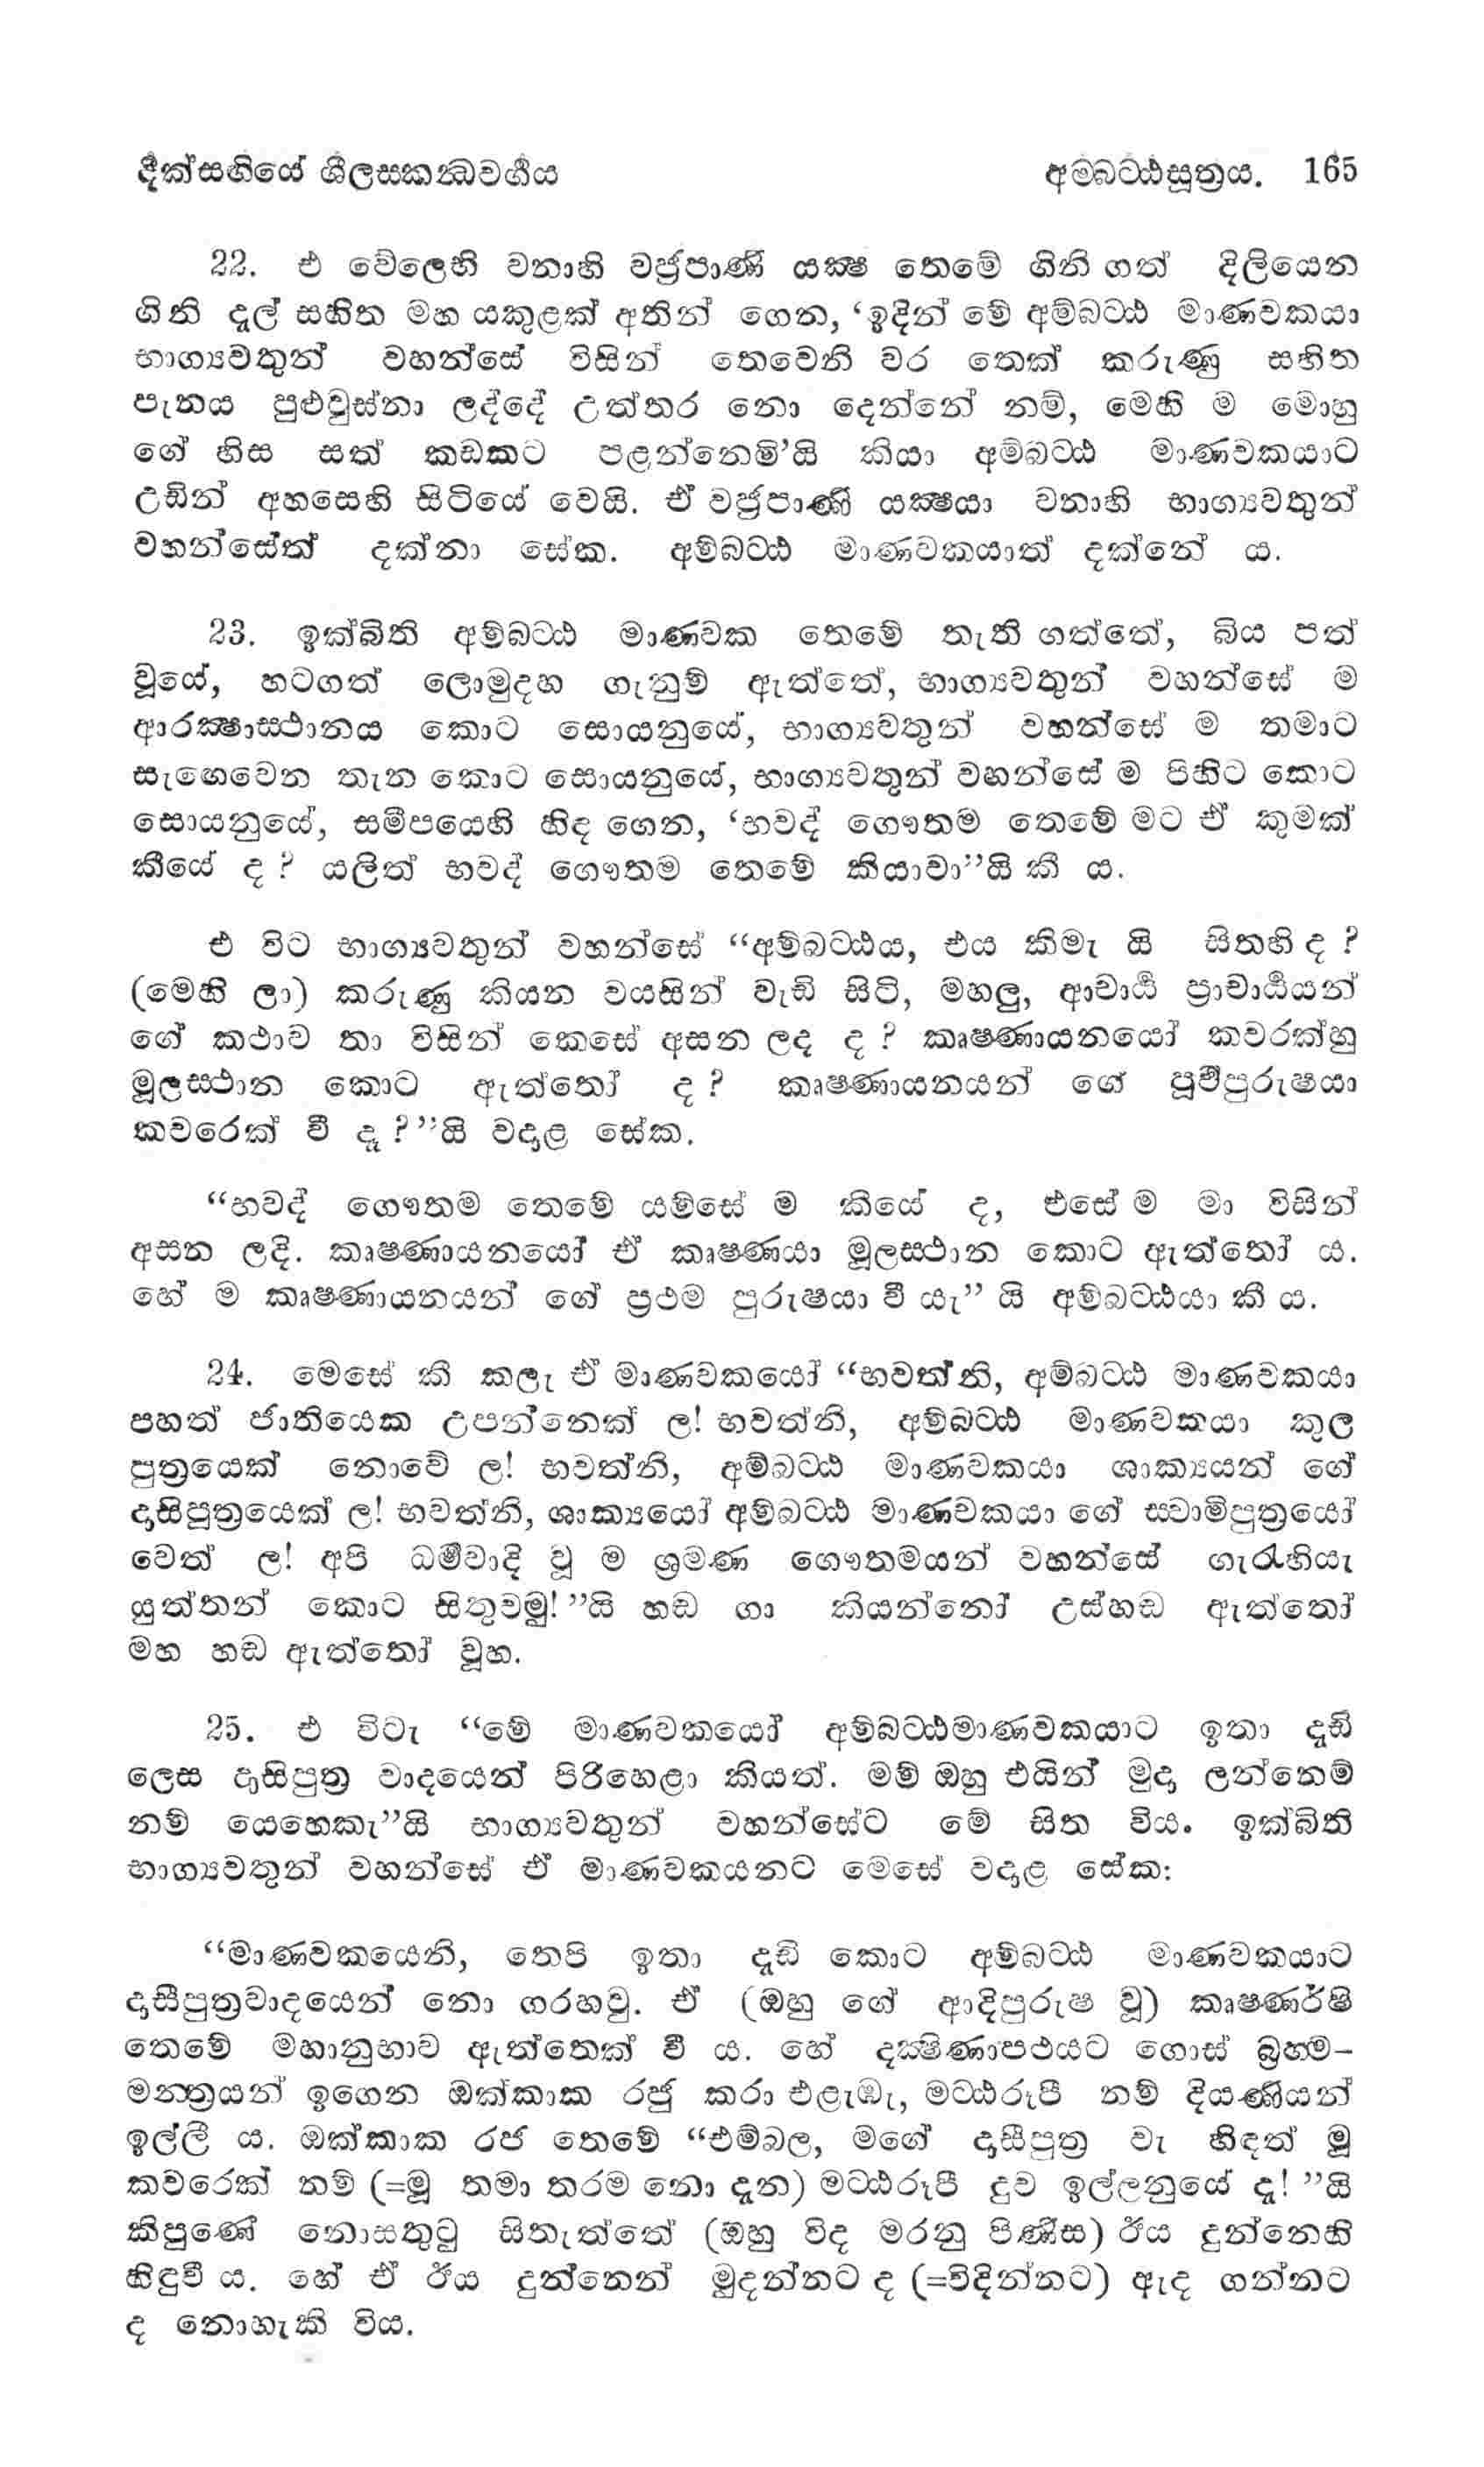 දික්සඟියේ ශීලස්කන්ධවර්ගය අම්බට්ඨසූත්‍රය. 165
22. එ වේලෙහි වනාහි වජ්‍රපාණි යක්ෂ තෙමේ ගිනි ගත් දිලියෙන
ගිනි දැල් සහිත මහ යකුළක් අතින් ගෙන, ‘ඉදින් මේ අම්බට්ඨ මාණවකයා
භාග්‍යවතුන් වහන්සේ විසින් තෙවෙනි වර තෙක් කරුණු සහිත
පැනය පුළුවුස්නා ලද්දේ උත්තර නො දෙන්නේ නම්, මෙහි ම මොහු
ගේ හිස සත් කඩකට පළන්නෙමි’යි කියා අම්බට්ඨ මාණවකයාට
උඩින් අහසෙහි සිටියේ වෙයි. ඒ වජ්‍රපාණි යක්ෂයා වනාහි භාග්‍යවතුන්
වහන්සේත් දක්නා සේක. අම්බට්ඨ මාණවකයාත් දක්නේ ය.
23. ඉක්බිති අම්බට්ඨ මාණවක තෙමේ තැති ගත්තේ, බිය පත්
වූයේ, හටගත් ලොමුදහ ගැනුම් ඇත්තේ, භාග්‍යවතුන් වහන්සේ ම
ආරක්ෂාස්ථානය කොට සොයනුයේ, භාග්‍යවතුන් වහන්සේ ම තමාට
සැඟවෙන තැන කොට සොයනුයේ, භාග්‍යවතුන් වහන්සේ ම පිහිට කොට
සොයනුයේ, සමීපයෙහි හිඳ ගෙන, ‘භවද් ගෞතම තෙමේ මට ඒ කුමක්
කීයේ ද? යලිත් භවද් ගෞතම තෙමේ කියාවා”යි කී ය.
එ විට භාග්‍යවතුන් වහන්සේ “අම්බට්ඨය, එය කිමැ යි සිතහි ද?
(මෙහි ලා) කරුණු කියන වයසින් වැඩි සිටි, මහලු, ආචාර්‍ය්‍ය ප්‍රාචාර්‍ය්‍යයන්
ගේ කථාව තා විසින් කෙසේ අසන ලද ද? කෘෂ්ණායනයෝ කවරක්හු
මූලස්ථාන කොට ඇත්තෝ ද? කෘෂ්ණායනයන් ගේ පූර්‍වපුරුෂයා
කවරෙක් වී දැ?”යි වදාළ සේක.
“භවද් ගෞතම තෙමේ යම්සේ ම කීයේ ද, එසේ ම මා විසින්
අසන ලදි. කෘෂ්ණායනයෝ ඒ කෘෂ්ණයා මූලස්ථාන කොට ඇත්තෝ ය.
හේ ම කෘෂ්ණායනයන් ගේ ප්‍රථම පුරුෂයා වී යැ” යි අම්බට්ඨයා කී ය.
24. මෙසේ කී කලැ ඒ මාණවකයෝ “භවත්නි, අම්බට්ඨ මාණවකයා
පහත් ජාතියෙක උපන්නෙක් ල! භවත්නි, අම්බට්ඨ මාණවකයා කුල
පුත්‍රයෙක් නොවේ ල! භවත්නි, අම්බට්ඨ මාණවකයා ශාක්‍යයන් ගේ
දාසිපුත්‍රයෙක් ල! භවත්නි, ශාක්‍යයෝ අම්බට්ඨ මාණවකයා ගේ ස්වාමිපුත්‍රයෝ
වෙත් ල! අපි ධර්‍මවාදි වූ ම ශ්‍රමණ ගෞතමයන් වහන්සේ ගැරැහියැ
යුත්තන් කොට සිතුවමු!”යි හඬ ගා කියන්නෝ උස්හඬ ඇත්තෝ
මහ හඬ ඇත්තෝ වූහ.
25. එ විටැ “මේ මාණවකයෝ අම්බට්ඨමාණවකයාට ඉතා දැඩි
ලෙස දාසිපුත්‍ර වාදයෙන් පිරිහෙළා කියත්. මම් ඔහු එයින් මුදා ලන්නෙම්
නම් යෙහෙකැ”යි භාග්‍යවතුන් වහන්සේට මේ සිත විය. ඉක්බිති
භාග්‍යවතුන් වහන්සේ ඒ මාණවකයනට මෙසේ වදාළ සේක:
“මාණවකයෙනි, තෙපි ඉතා දැඩි කොට අම්බට්ඨ මාණවකයාට
දාසීපුත්‍රවාදයෙන් නො ගරහවු. ඒ (ඔහු ගේ ආදිපුරුෂ වූ) කෘෂ්ණර්ෂි
තෙමේ මහානුභාව ඇත්තෙක් වී ය. හේ දක්ෂිණාපථයට ගොස් බ්‍රහ්ම-
මන්ත්‍රයන් ඉගෙන ඔක්කාක රජු කරා එළැඹැ, මට්ඨරූපී නම් දියණියන්
ඉල්ලී ය. ඔක්කාක රජ තෙමේ “එම්බල, මගේ දාසීපුත්‍ර වැ හිඳත් මූ
කවරෙක් නම් (=මූ තමා තරම නො දැන) මට්ඨරූපී දුව ඉල්ලනුයේ දැ!”යි
කිපුණේ නොසතුටු සිතැත්තේ (ඔහු විද මරනු පිණිස) ඊය දුන්නෙහි
හිඳුවී ය. හේ ඒ ඊය දුන්නෙන් මුදන්නට ද (=විදින්නට) ඇද ගන්නට
ද නොහැකි විය.